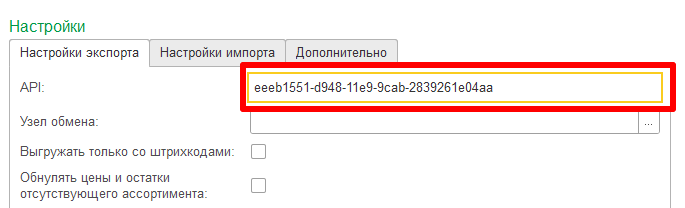 Настройки
Настройки экспорта Настройки импорта Дополнительно
API: eeeb1551-d948-11e9-9cab-2839261e04aa
Узел обмена: ...
Выгружать только со штрихкодами:
Обнулять цены и остатки
отсутствующего ассортимента: